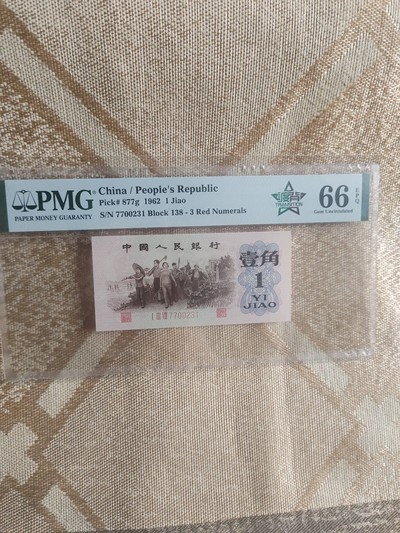 PMG
PAPER MONEY GUARANTY
China / People's Republic
Pick# 877g 1962 1 Jiao
S/N 7700231 Block 138 - 3 Red Numerals
TRANSITION
66 EPQ
Gem Uncirculated
中國人民銀行
壹角
1
YI
JIAO
7700231